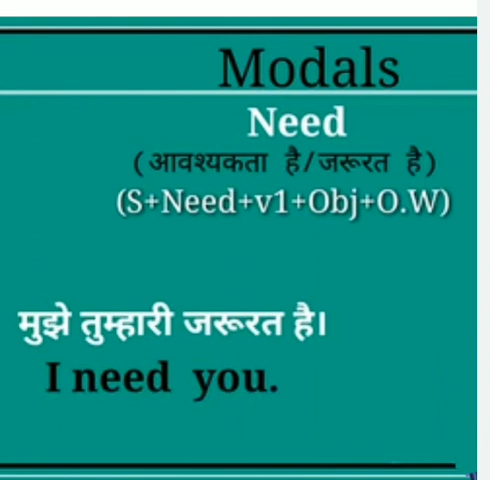 Modals
Need
(आवश्यकता है/जरूरत है)
(S+Need+v1+Obj+O.W)
मुझे तुम्हारी जरूरत है।
I need you.